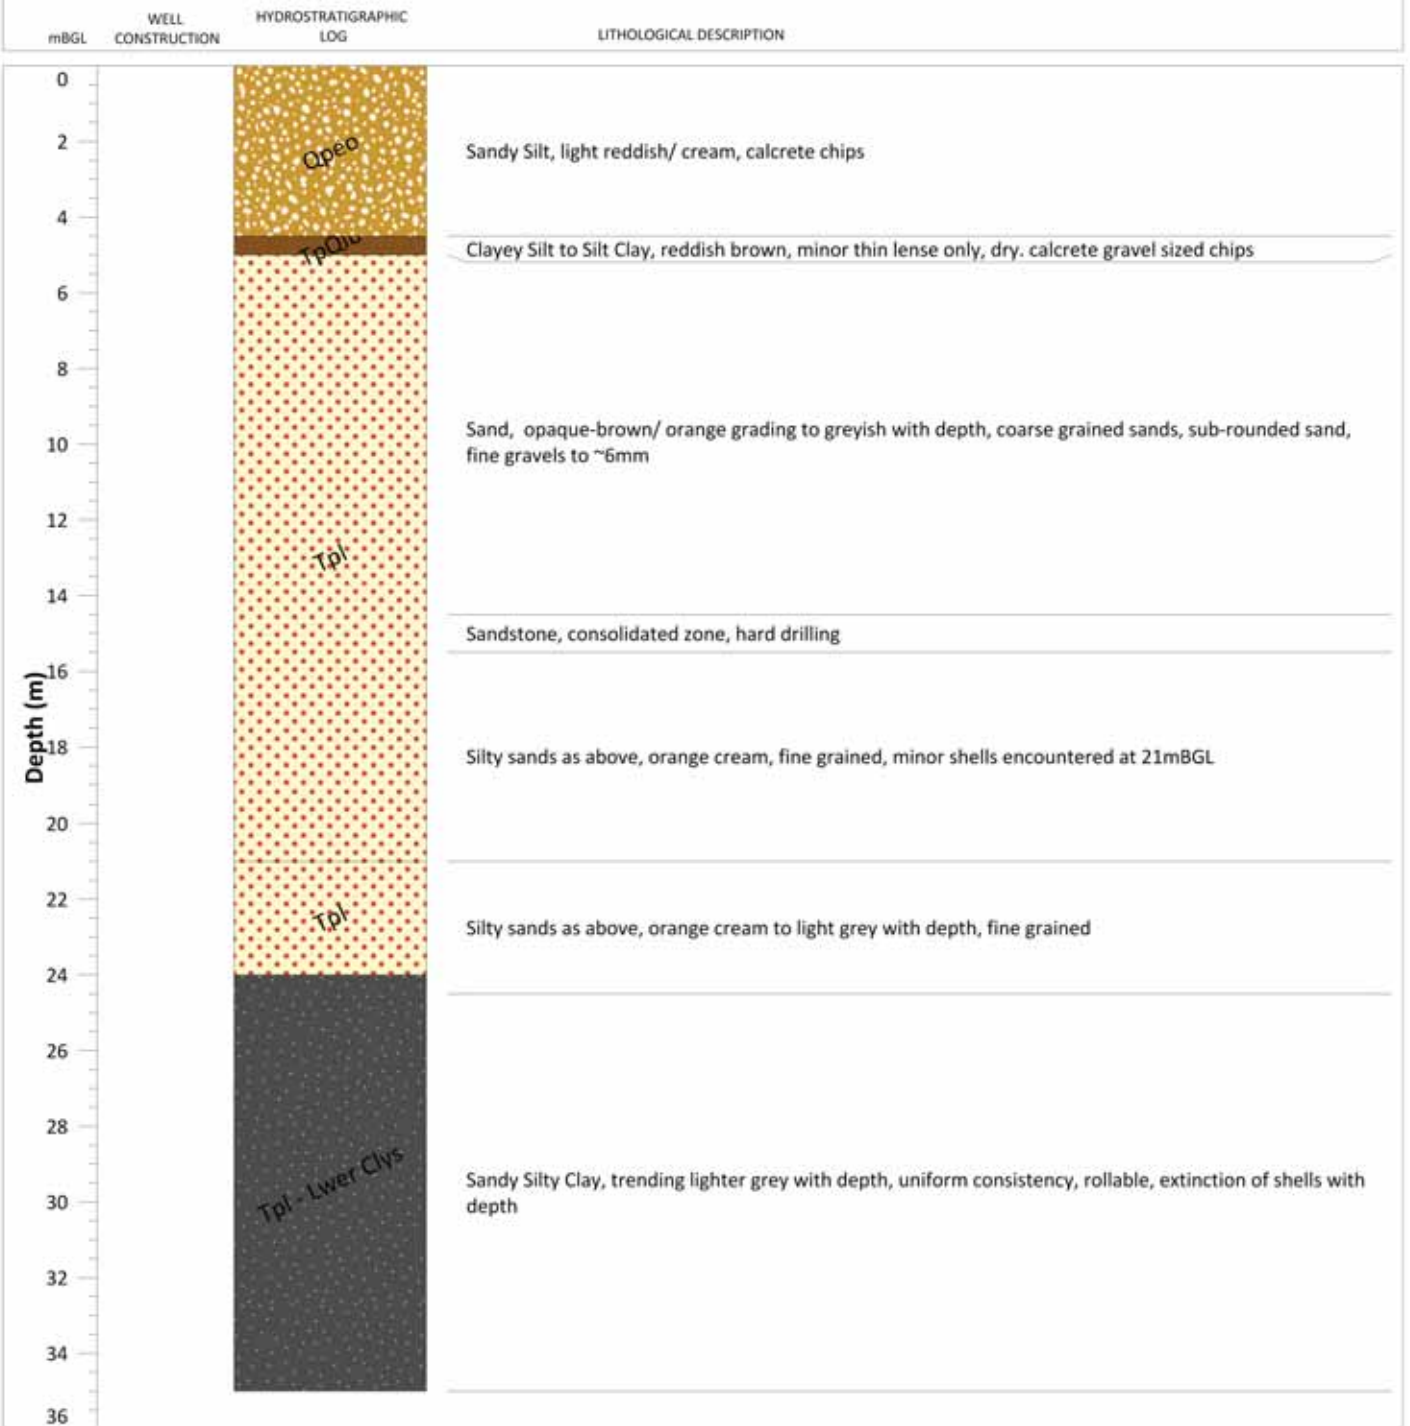 mBGL
WELL
CONSTRUCTION
HYDROSTRATIGRAPHIC
LOG
LITHOLOGICAL DESCRIPTION
Depth (m)
0
2
4
6
8
10
12
14
16
18
20
22
24
26
28
30
32
34
36
Qpeo
Sandy Silt, light reddish/ cream, calcrete chips
Clayey Silt to Silt Clay, reddish brown, minor thin lense only, dry. calcrete gravel sized chips
Sand,  opaque-brown/ orange grading to greyish with depth, coarse grained sands, sub-rounded sand,
fine gravels to ~6mm
Tpl
Sandstone, consolidated zone, hard drilling
Silty sands as above, orange cream, fine grained, minor shells encountered at 21mBGL
Tpl
Silty sands as above, orange cream to light grey with depth, fine grained
Tpl - Lwer Clys
Sandy Silty Clay, trending lighter grey with depth, uniform consistency, rollable, extinction of shells with
depth